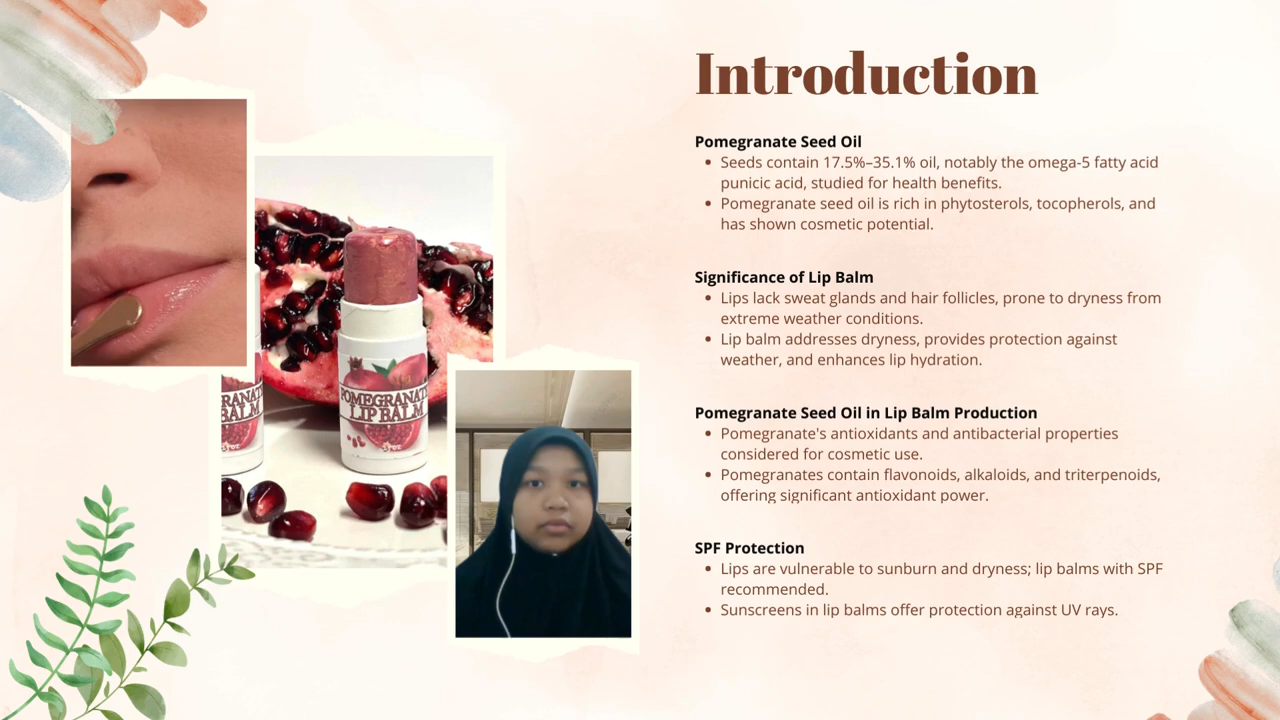 Introduction
Pomegranate Seed Oil
• Seeds contain 17.5%–35.1% oil, notably the omega-5 fatty acid
punicic acid, studied for health benefits.
• Pomegranate seed oil is rich in phytosterols, tocopherols, and
has shown cosmetic potential.
Significance of Lip Balm
• Lips lack sweat glands and hair follicles, prone to dryness from
extreme weather conditions.
• Lip balm addresses dryness, provides protection against
weather, and enhances lip hydration.
Pomegranate Seed Oil in Lip Balm Production
• Pomegranate's antioxidants and antibacterial properties
considered for cosmetic use.
• Pomegranates contain flavonoids, alkaloids, and triterpenoids,
offering significant antioxidant power.
SPF Protection
• Lips are vulnerable to sunburn and dryness; lip balms with SPF
recommended.
• Sunscreens in lip balms offer protection against UV rays.
POMEGRANATE
LIP BALM
RANATE
BALM